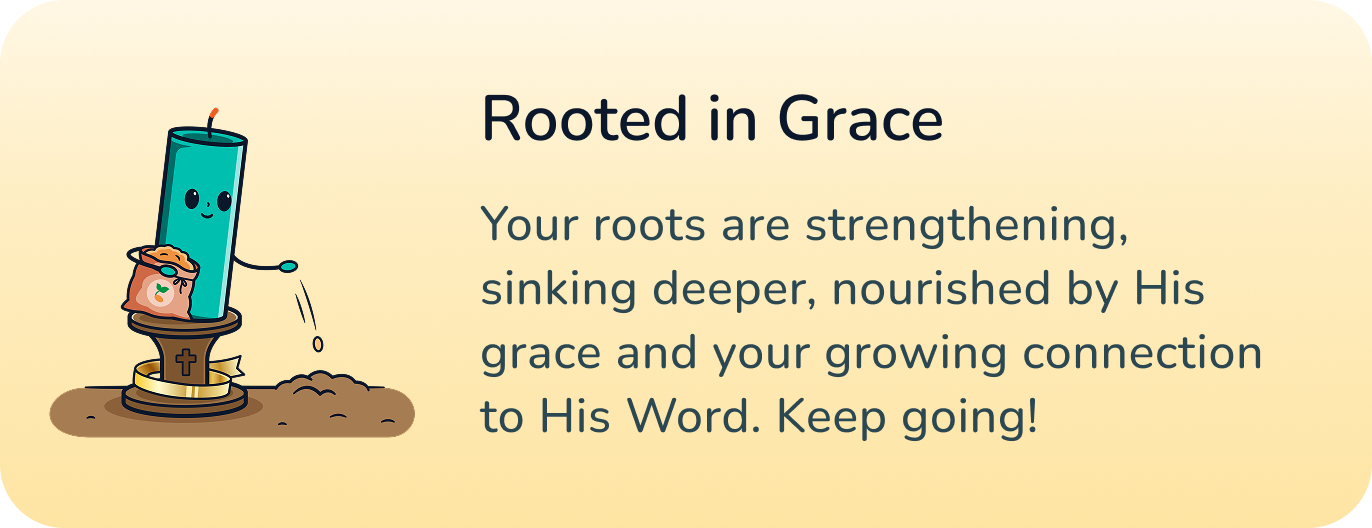 Rooted in Grace
Your roots are strengthening,
sinking deeper, nourished by His
grace and your growing connection
to His Word. Keep going!